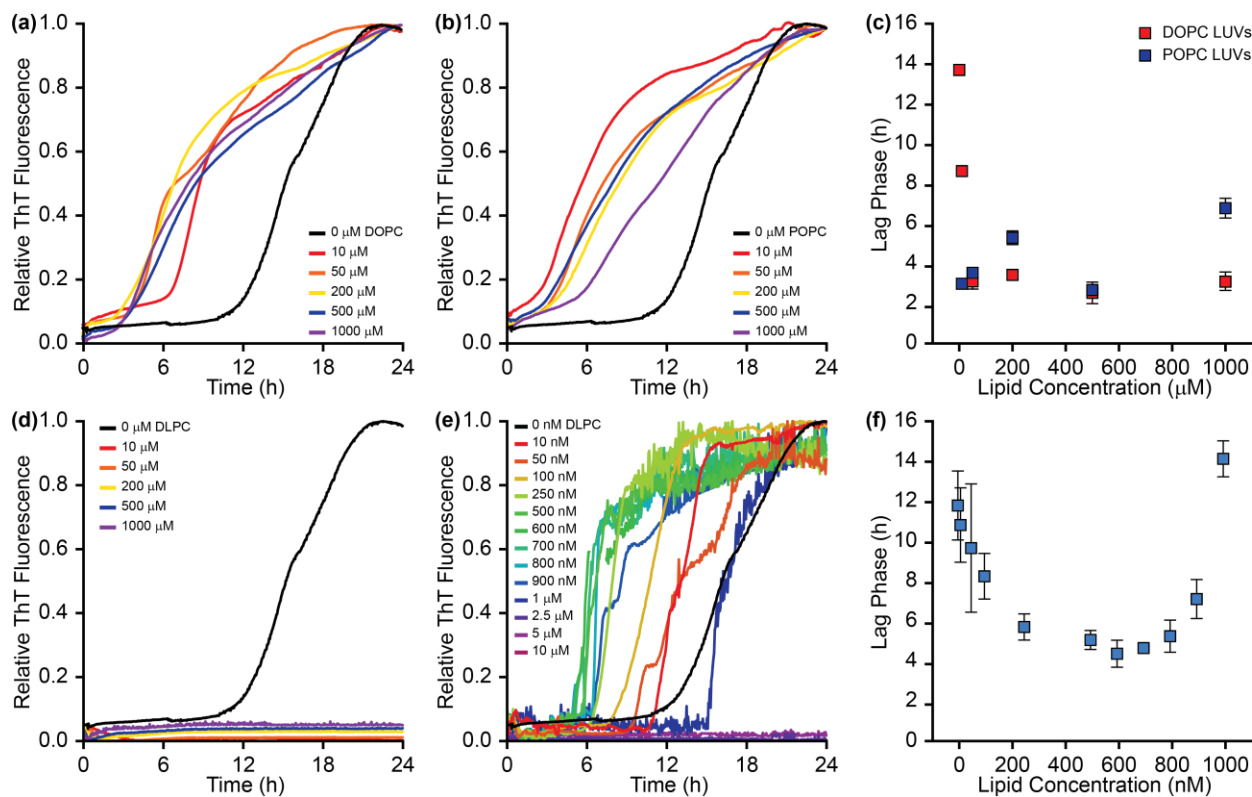 (a)
1.0
0.8
0.6
0.4
0.2
0
Relative ThT Fluorescence
0 μM DOPC
10 μM
50 μM
200 μM
500 μM
1000 μM
0 6 12 18 24
Time (h)
(b)
1.0
0.8
0.6
0.4
0.2
0
Relative ThT Fluorescence
0 μM POPC
10 μM
50 μM
200 μM
500 μM
1000 μM
0 6 12 18 24
Time (h)
(c)
16
14
12
10
8
6
4
2
0
Lag Phase (h)
DOPC LUVs
POPC LUVs
0 200 400 600 800 1000
Lipid Concentration (μM)
(d)
1.0
0.8
0.6
0.4
0.2
0
Relative ThT Fluorescence
0 μM DLPC
10 μM
50 μM
200 μM
500 μM
1000 μM
0 6 12 18 24
Time (h)
(e)
1.0
0.8
0.6
0.4
0.2
0
Relative ThT Fluorescence
0 nM DLPC
10 nM
50 nM
100 nM
250 nM
500 nM
600 nM
700 nM
800 nM
900 nM
1 μM
2.5 μM
5 μM
10 μM
0 6 12 18 24
Time (h)
(f)
16
14
12
10
8
6
4
2
0
Lag Phase (h)
0 200 400 600 800 1000
Lipid Concentration (nM)